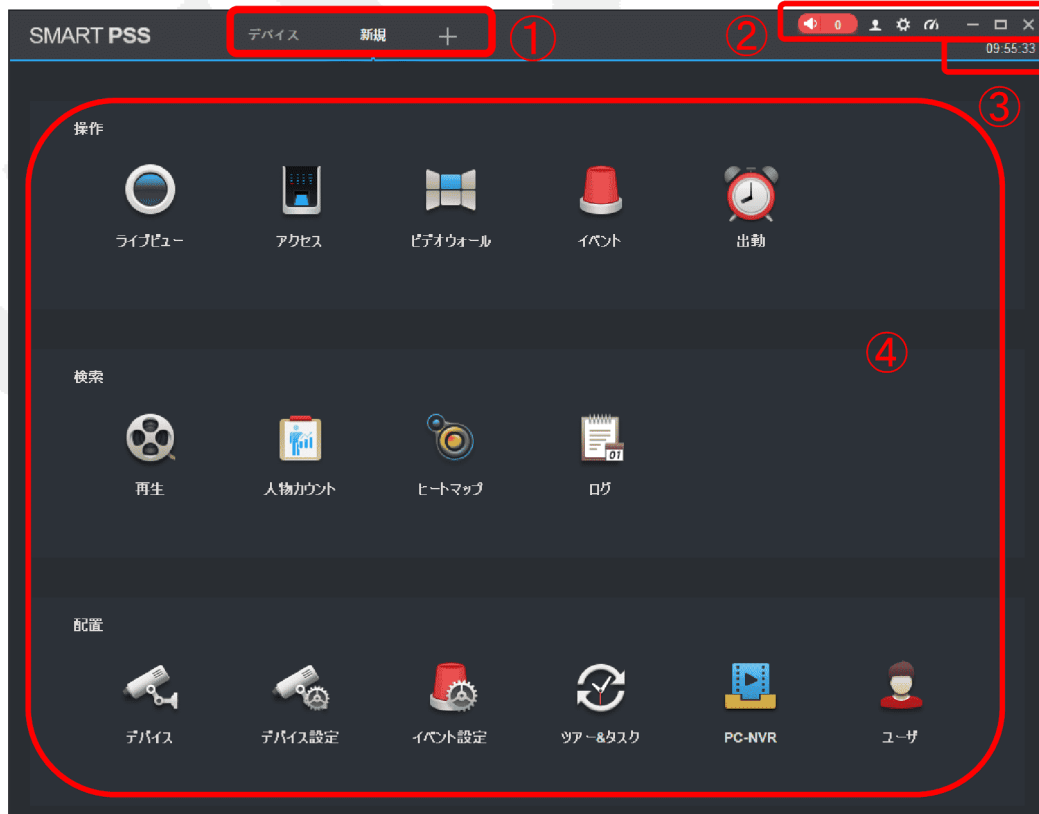 SMART PSS デバイス 新規 ① ② 0
09:55:33
③
操作
ライブビュー アクセス ビデオウォール イベント 出勤
④
検索
01
再生 人物カウント ヒートマップ ログ
配置
デバイス デバイス設定 イベント設定 ツアー&タスク PC-NVR ユーザ